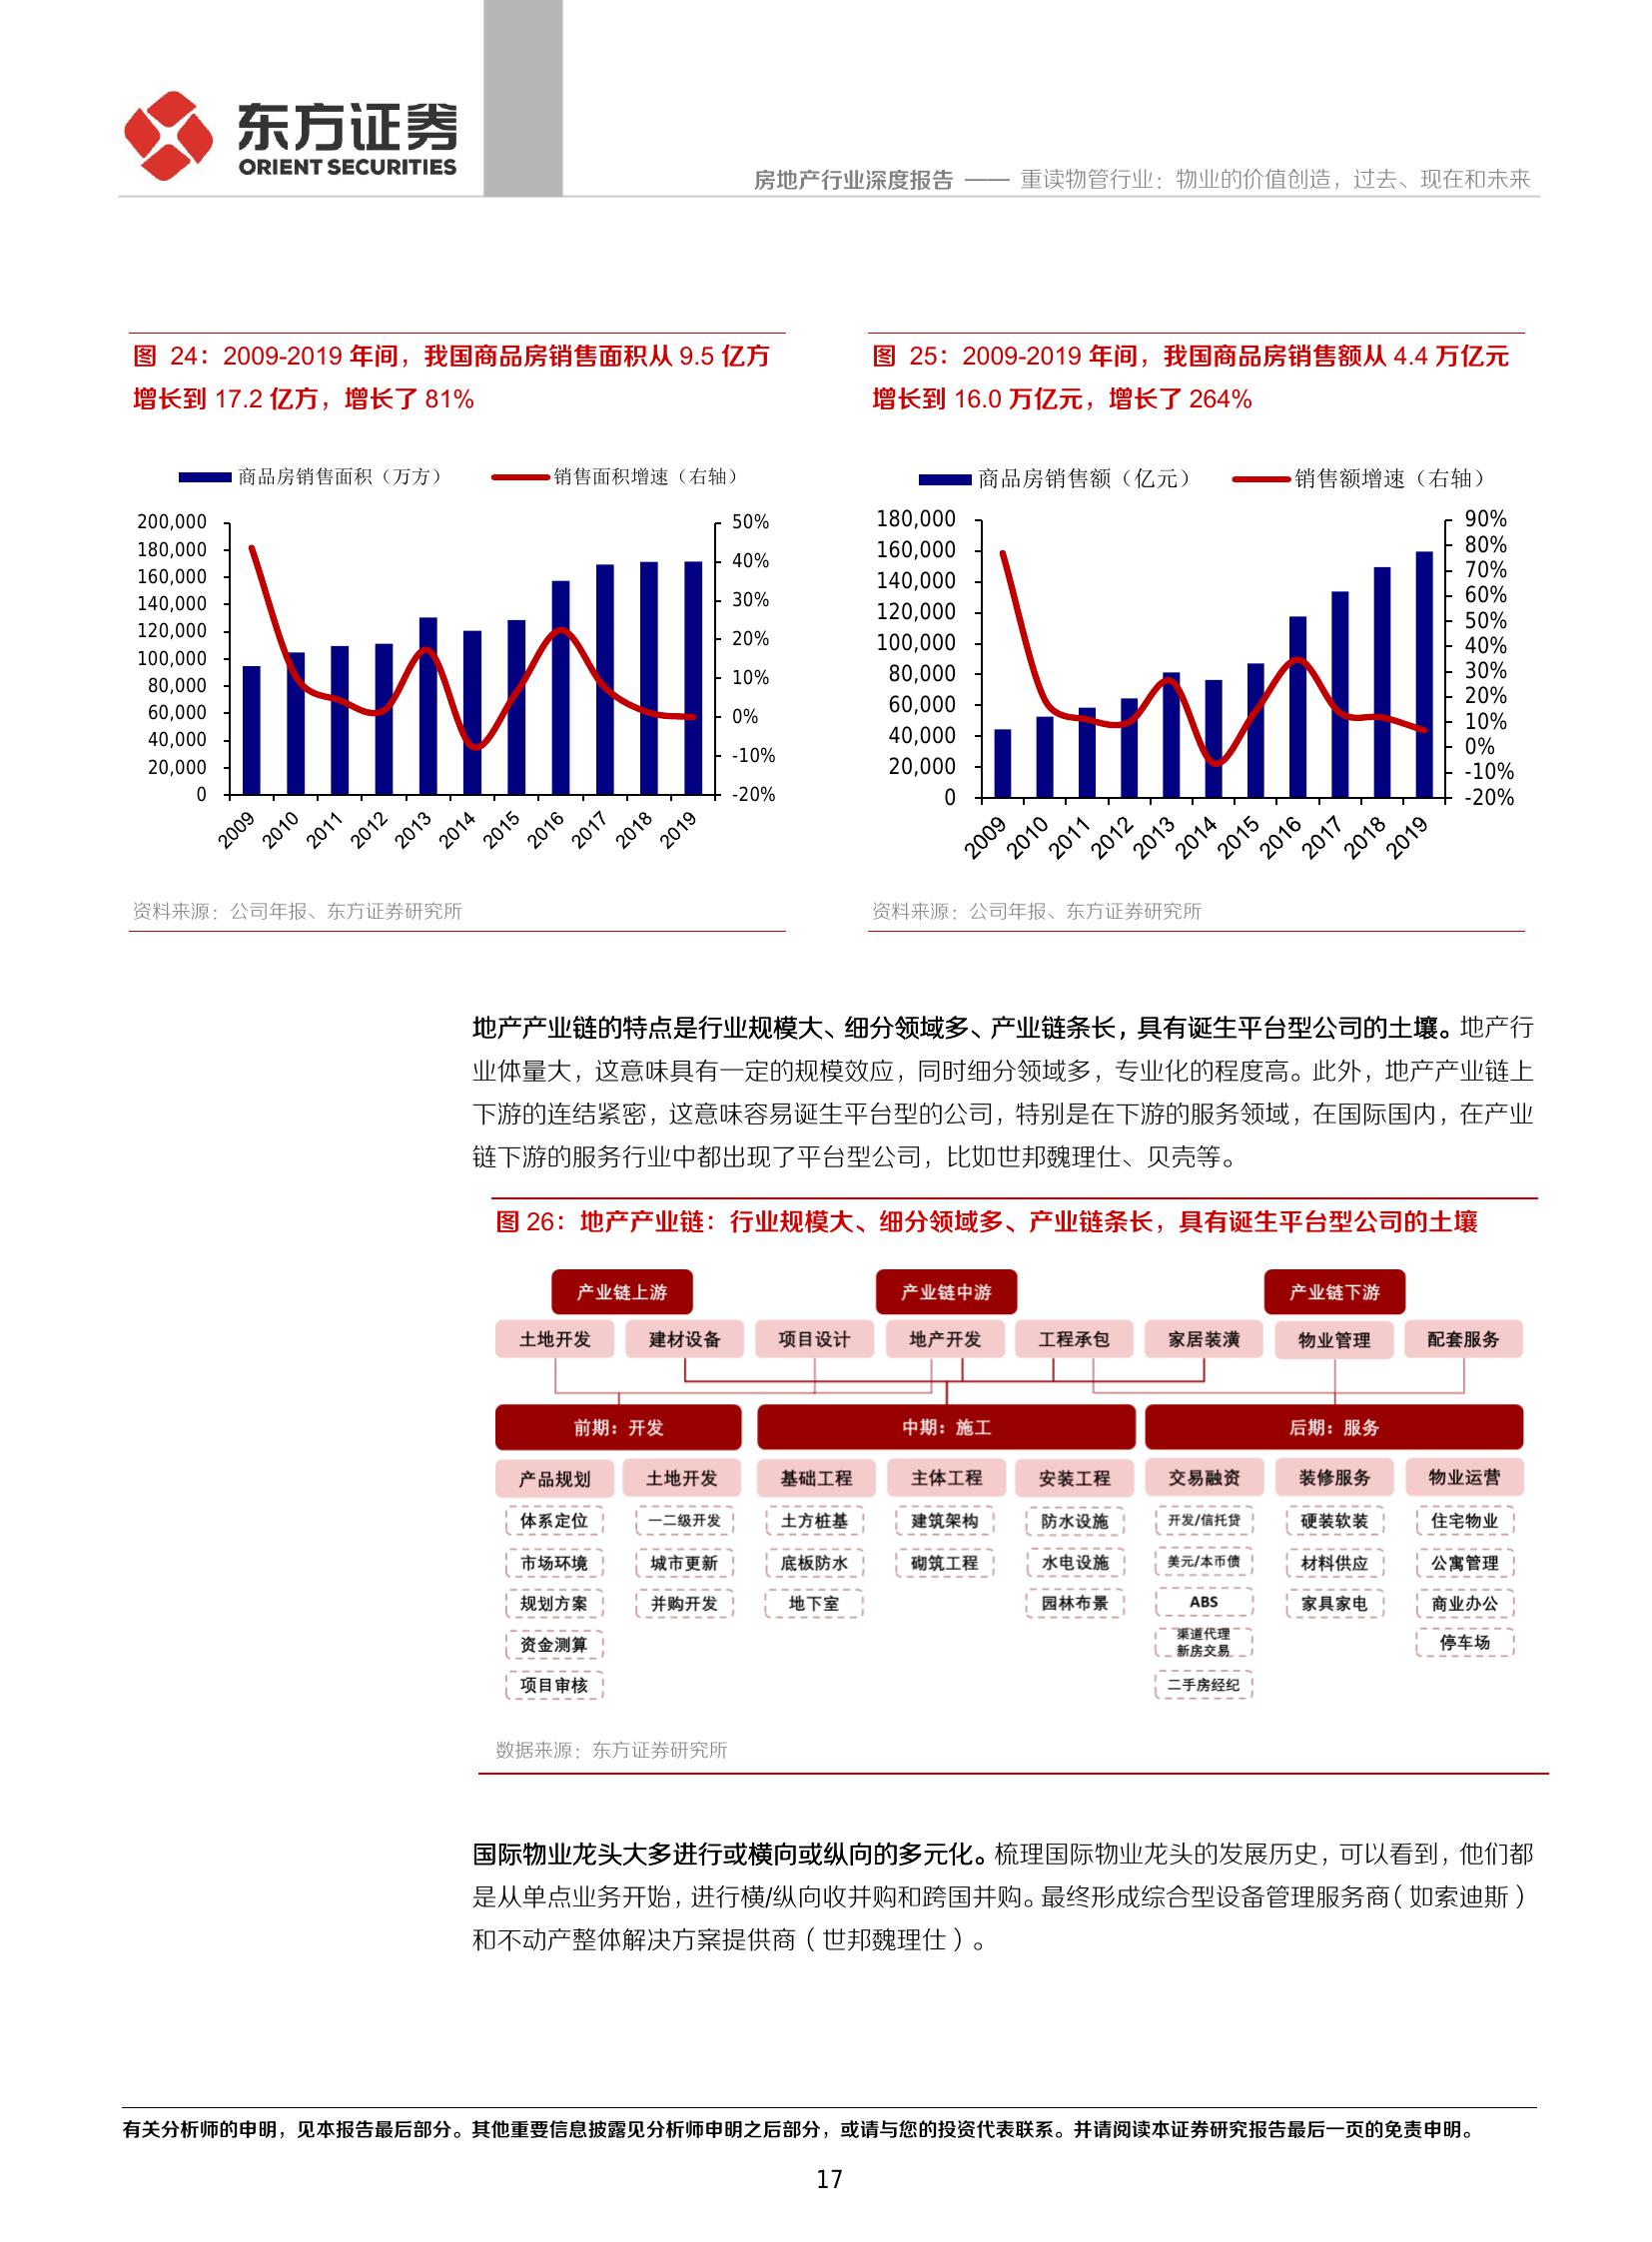 东方证券
ORIENT SECURITIES
房地产行业深度报告 —— 重读物管行业：物业的价值创造，过去、现在和未来
图 24：2009-2019 年间，我国商品房销售面积从 9.5 亿方
增长到 17.2 亿方，增长了 81%
商品房销售面积（万方） 销售面积增速（右轴）
200,000
180,000
160,000
140,000
120,000
100,000
80,000
60,000
40,000
20,000
0
50%
40%
30%
20%
10%
0%
-10%
-20%
2009 2010 2011 2012 2013 2014 2015 2016 2017 2018 2019
资料来源：公司年报、东方证券研究所
图 25：2009-2019 年间，我国商品房销售额从 4.4 万亿元
增长到 16.0 万亿元，增长了 264%
商品房销售额（亿元） 销售额增速（右轴）
180,000
160,000
140,000
120,000
100,000
80,000
60,000
40,000
20,000
0
90%
80%
70%
60%
50%
40%
30%
20%
10%
0%
-10%
-20%
2009 2010 2011 2012 2013 2014 2015 2016 2017 2018 2019
资料来源：公司年报、东方证券研究所
地产产业链的特点是行业规模大、细分领域多、产业链条长，具有诞生平台型公司的土壤。地产行
业体量大，这意味具有一定的规模效应，同时细分领域多，专业化的程度高。此外，地产产业链上
下游的连结紧密，这意味容易诞生平台型的公司，特别是在下游的服务领域，在国际国内，在产业
链下游的服务行业中都出现了平台型公司，比如世邦魏理仕、贝壳等。
图 26：地产产业链：行业规模大、细分领域多、产业链条长，具有诞生平台型公司的土壤
产业链上游 产业链中游 产业链下游
土地开发 建材设备 项目设计 地产开发 工程承包 家居装潢 物业管理 配套服务
前期：开发 中期：施工 后期：服务
产品规划 土地开发 基础工程 主体工程 安装工程 交易融资 装修服务 物业运营
体系定位 一二级开发 土方桩基 建筑架构 防水设施 开发/信托贷 硬装软装 住宅物业
市场环境 城市更新 底板防水 砌筑工程 水电设施 美元/本币债 材料供应 公寓管理
规划方案 并购开发 地下室 园林布景 ABS 家具家电 商业办公
资金测算 渠道代理 停车场
新房交易
项目审核 二手房经纪
数据来源：东方证券研究所
国际物业龙头大多进行或横向或纵向的多元化。梳理国际物业龙头的发展历史，可以看到，他们都
是从单点业务开始，进行横/纵向收并购和跨国并购。最终形成综合型设备管理服务商（如索迪斯）
和不动产整体解决方案提供商（世邦魏理仕）。
有关分析师的申明，见本报告最后部分。其他重要信息披露见分析师申明之后部分，或请与您的投资代表联系。并请阅读本证券研究报告最后一页的免责申明。
17